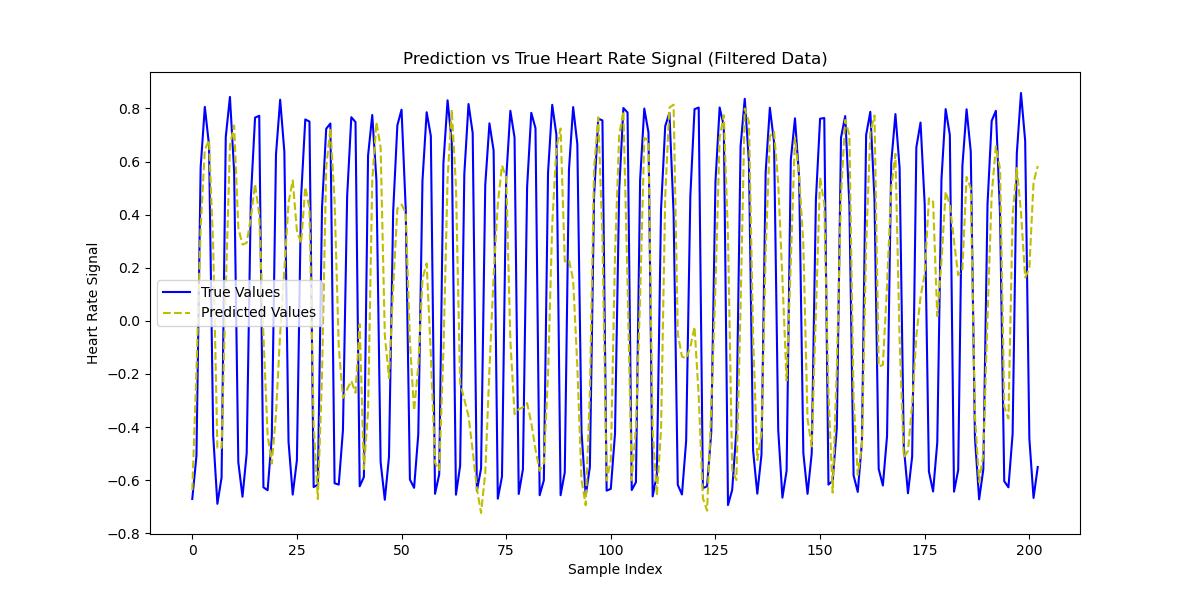 Prediction vs True Heart Rate Signal (Filtered Data)
Heart Rate Signal
0.8
0.6
0.4
0.2
0.0
−0.2
−0.4
−0.6
−0.8
True Values
Predicted Values
0 25 50 75 100 125 150 175 200
Sample Index